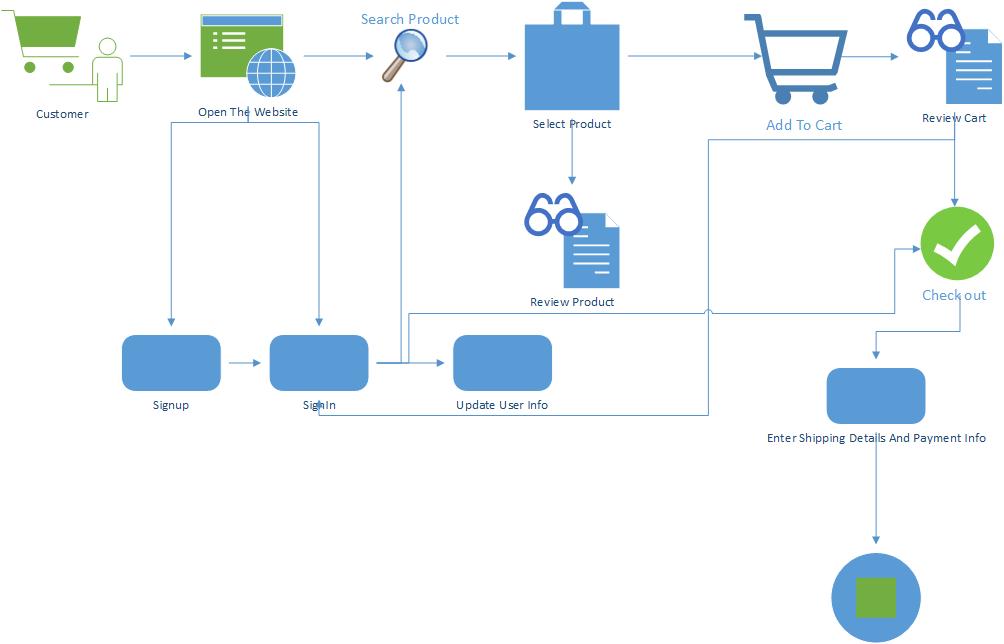 Search Product
Customer
Open The Website
Select Product
Add To Cart
Review Cart
Check out
Review Product
Signup
SignIn
Update User Info
Enter Shipping Details And Payment Info